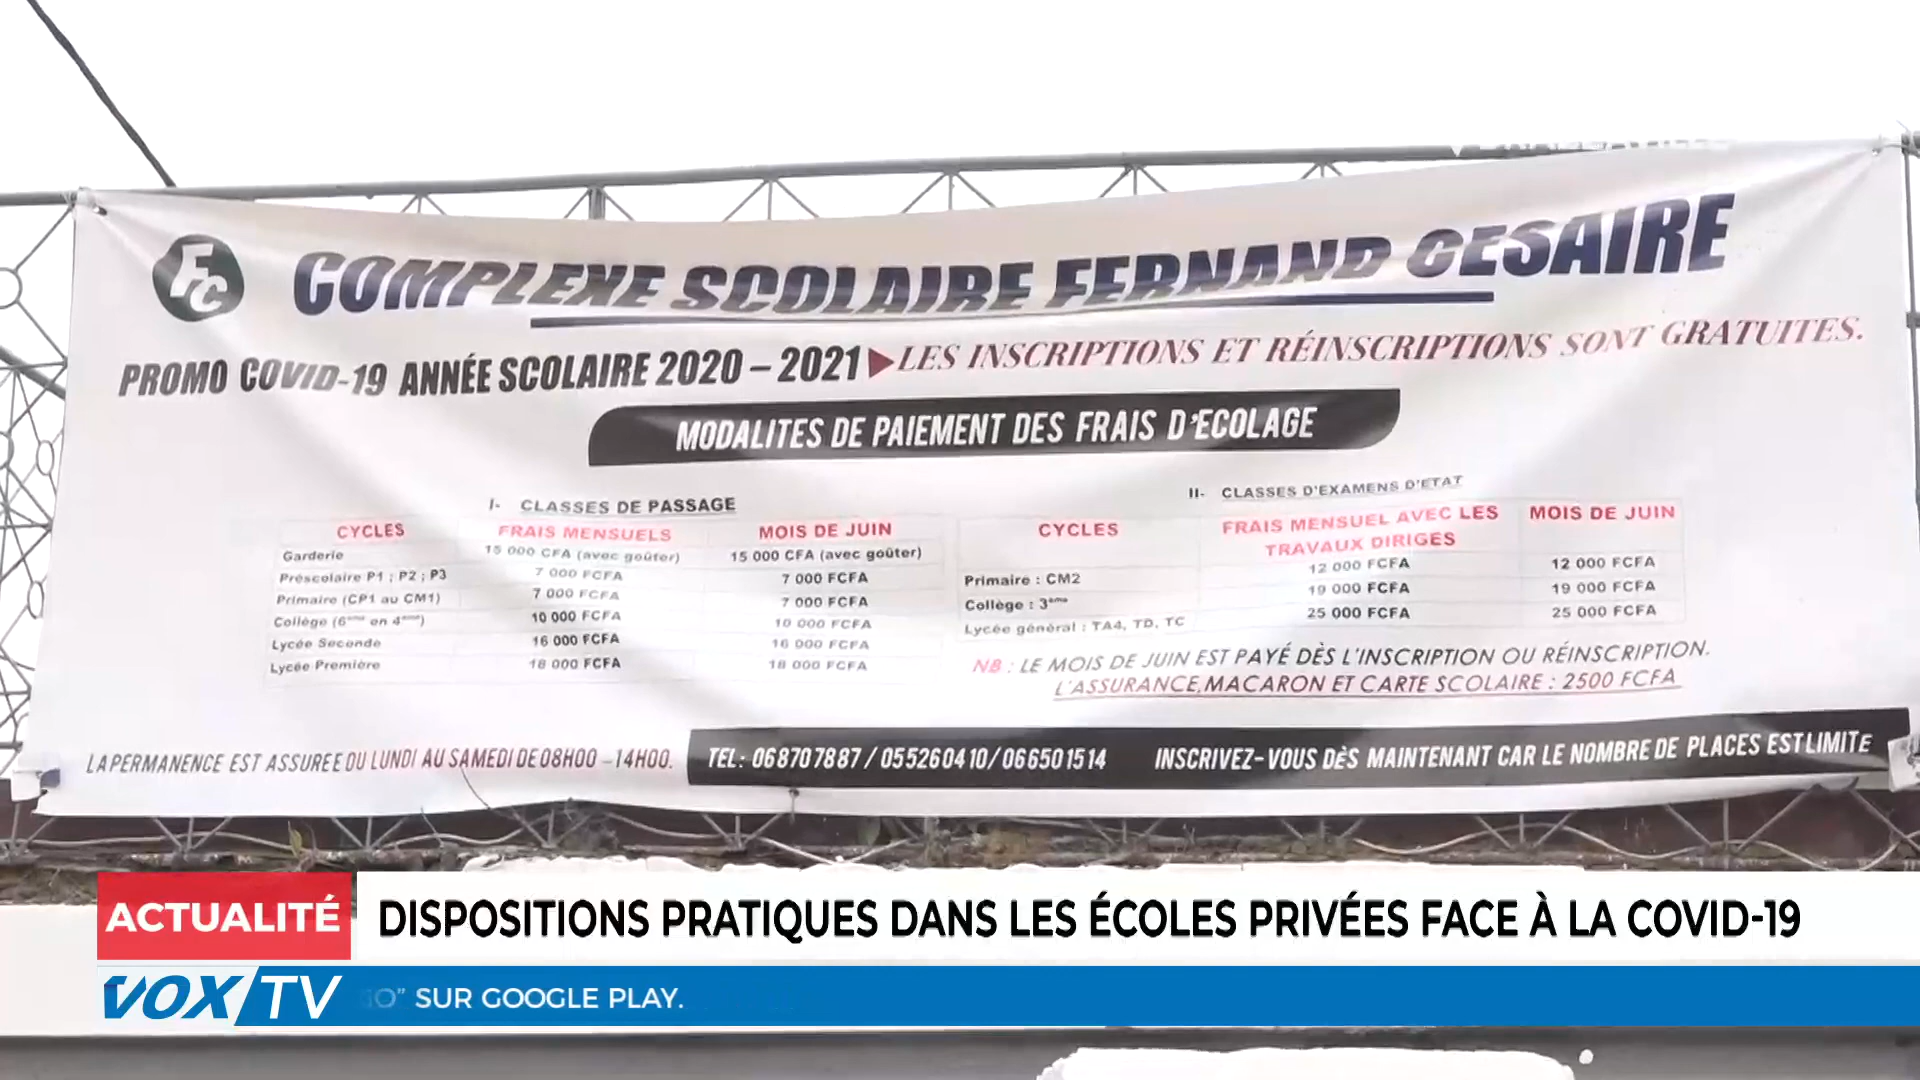 FC
COMPLEXE SCOLAIRE FERNAND CESAIRE
PROMO COVID-19 ANNÉE SCOLAIRE 2020 – 2021 ▶ LES INSCRIPTIONS ET RÉINSCRIPTIONS SONT GRATUITES.
MODALITES DE PAIEMENT DES FRAIS D'ECOLAGE
I- CLASSES DE PASSAGE
CYCLES FRAIS MENSUELS MOIS DE JUIN
Garderie 15 000 CFA (avec goûter) 15 000 CFA (avec goûter)
Préscolaire P1 ; P2 ; P3 7 000 FCFA 7 000 FCFA
Primaire (CP1 au CM1) 7 000 FCFA 7 000 FCFA
Collège (6ème en 4ème) 10 000 FCFA 10 000 FCFA
Lycée Seconde 16 000 FCFA 16 000 FCFA
Lycée Première 18 000 FCFA 18 000 FCFA
II- CLASSES D'EXAMENS D'ETAT
CYCLES FRAIS MENSUEL AVEC LES TRAVAUX DIRIGES MOIS DE JUIN
Primaire : CM2 12 000 FCFA 12 000 FCFA
Collège : 3ème 19 000 FCFA 19 000 FCFA
Lycée général : TA4, TD, TC 25 000 FCFA 25 000 FCFA
NB : LE MOIS DE JUIN EST PAYÉ DÈS L'INSCRIPTION OU RÉINSCRIPTION.
L'ASSURANCE, MACARON ET CARTE SCOLAIRE : 2500 FCFA
LA PERMANENCE EST ASSUREE DU LUNDI AU SAMEDI DE 08H00 – 14H00.
TEL : 068707887 / 055260410 / 066501514 INSCRIVEZ-VOUS DÈS MAINTENANT CAR LE NOMBRE DE PLACES EST LIMITE
ACTUALITÉ
DISPOSITIONS PRATIQUES DANS LES ÉCOLES PRIVÉES FACE À LA COVID-19
VOX/TV
GO" SUR GOOGLE PLAY.